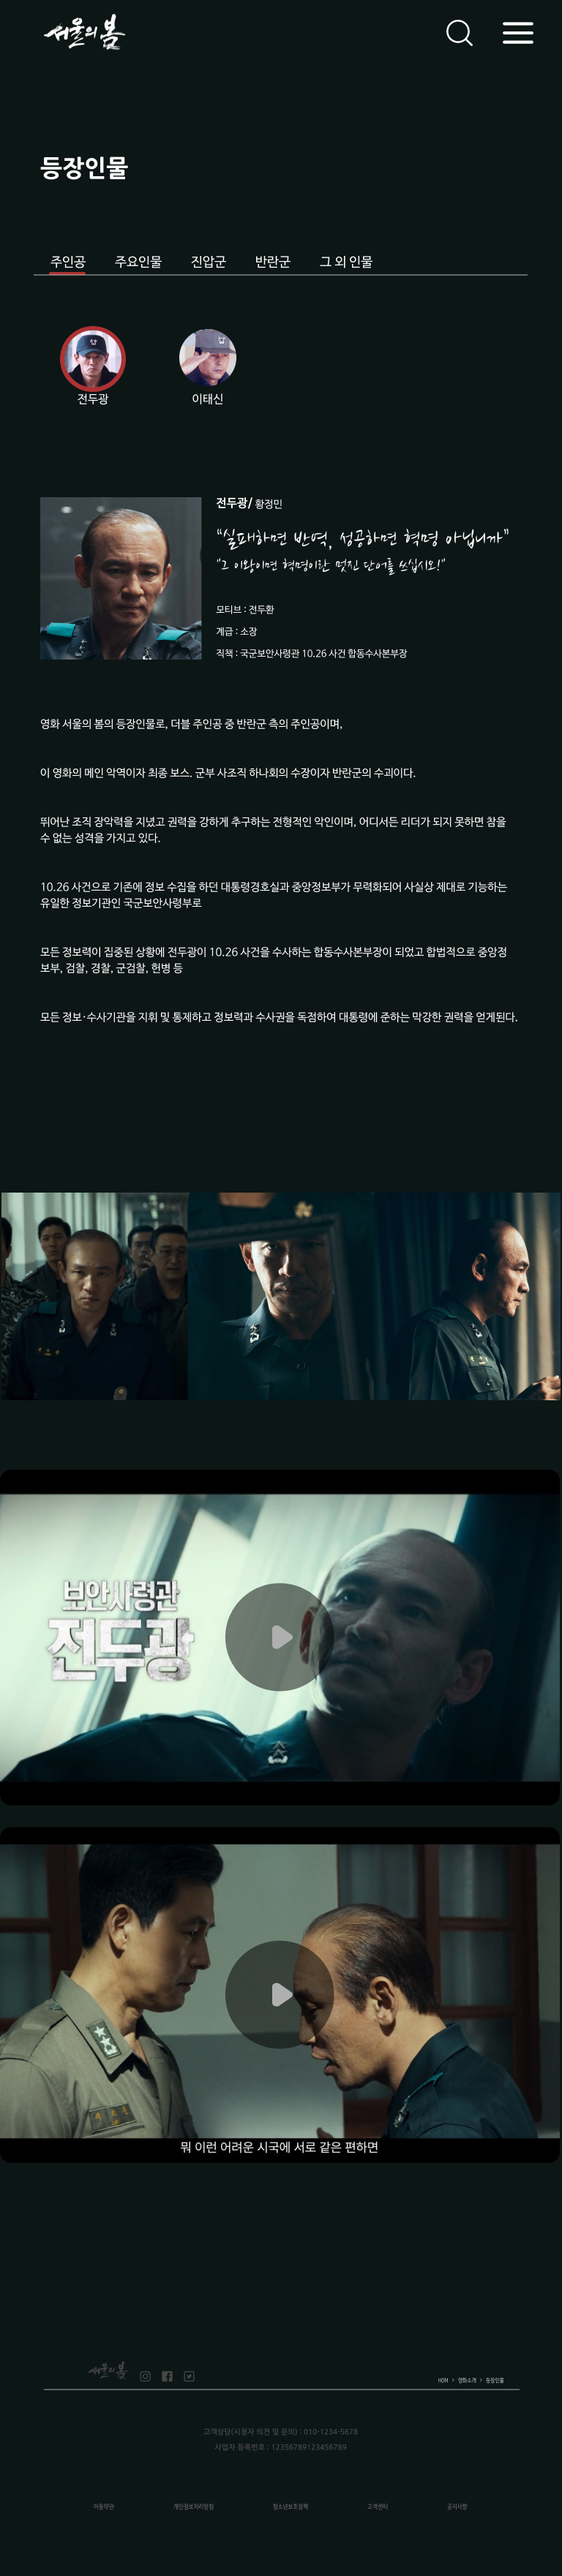 서울의 봄
등장인물
주인공 주요인물 진압군 반란군 그 외 인물
전두광 이태신
전두광/ 황정민
“실패하면 반역, 성공하면 혁명 아닙니까”
"그 이왕이면 혁명이란 멋진 단어를 쓰십시오!"
모티브 : 전두환
계급 : 소장
직책 : 국군보안사령관 10.26 사건 합동수사본부장
영화 서울의 봄의 등장인물로, 더블 주인공 중 반란군 측의 주인공이며,
이 영화의 메인 악역이자 최종 보스. 군부 사조직 하나회의 수장이자 반란군의 수괴이다.
뛰어난 조직 장악력을 지녔고 권력을 강하게 추구하는 전형적인 악인이며, 어디서든 리더가 되지 못하면 참을
수 없는 성격을 가지고 있다.
10.26 사건으로 기존에 정보 수집을 하던 대통령경호실과 중앙정보부가 무력화되어 사실상 제대로 기능하는
유일한 정보기관인 국군보안사령부로
모든 정보력이 집중된 상황에 전두광이 10.26 사건을 수사하는 합동수사본부장이 되었고 합법적으로 중앙정
보부, 검찰, 경찰, 군검찰, 헌병 등
모든 정보·수사기관을 지휘 및 통제하고 정보력과 수사권을 독점하여 대통령에 준하는 막강한 권력을 얻게된다.
보안사령관
전두광
뭐 이런 어려운 시국에 서로 같은 편하면
서울의 봄
HOM > 영화소개 > 등장인물
고객상담(시청자 의견 및 문의) : 010-1234-5678
사업자 등록번호 : 12356789123456789
이용약관 개인정보처리방침 청소년보호정책 고객센터 공지사항